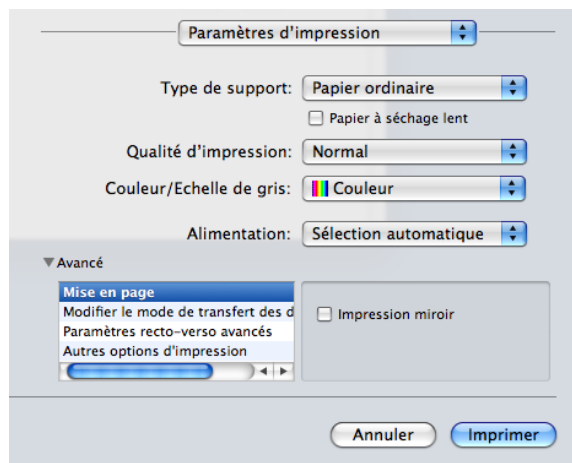 Paramètres d'impression
Type de support: Papier ordinaire
Papier à séchage lent
Qualité d'impression: Normal
Couleur/Echelle de gris: Couleur
Alimentation: Sélection automatique
Avancé
Mise en page
Modifier le mode de transfert des d
Impression miroir
Paramètres recto-verso avancés
Autres options d'impression
Annuler Imprimer